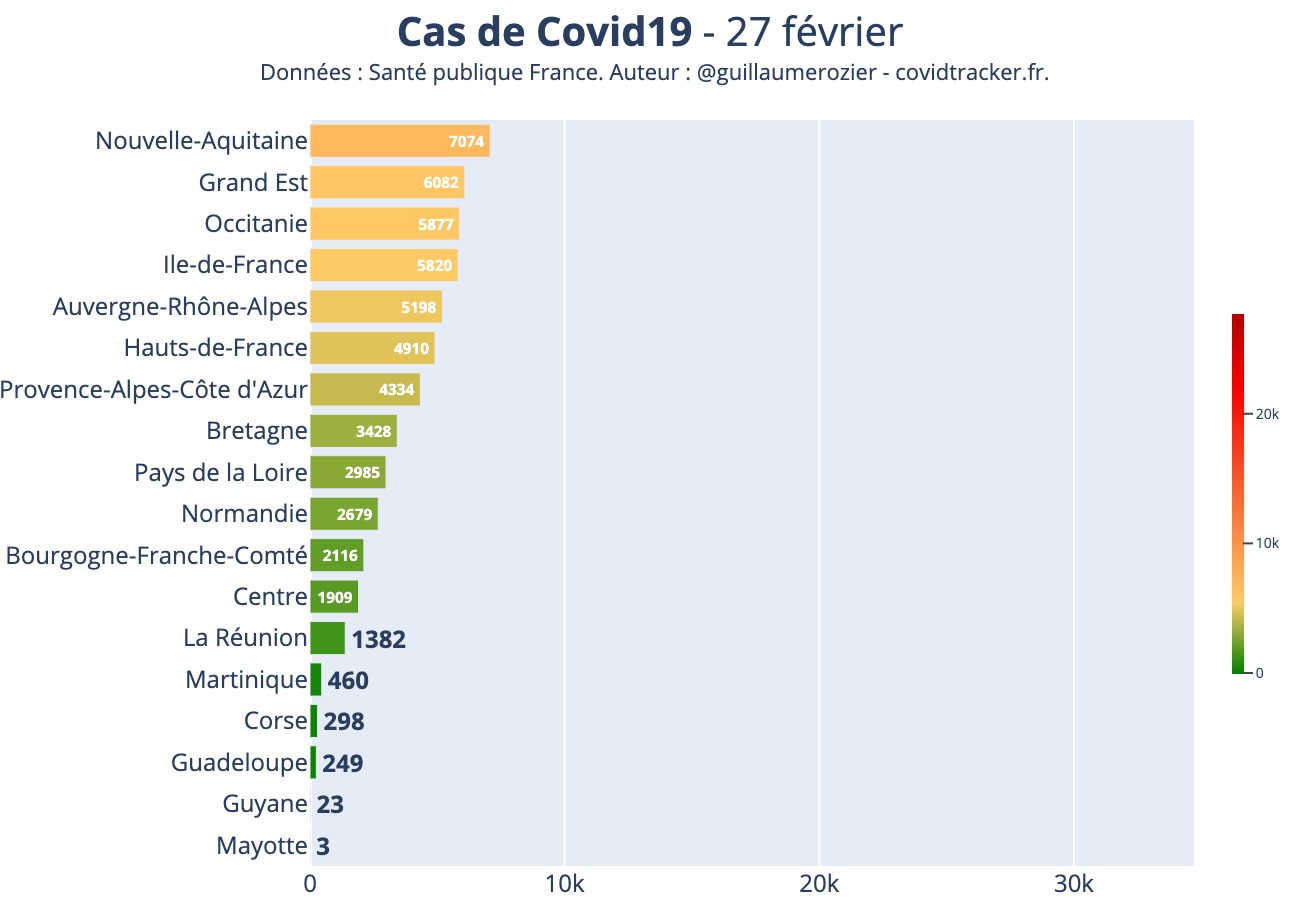 Cas de Covid19 - 27 février
Données : Santé publique France. Auteur : @guillaumerozier - covidtracker.fr.
Nouvelle-Aquitaine 7074
Grand Est 6082
Occitanie 5877
Ile-de-France 5820
Auvergne-Rhône-Alpes 5198
Hauts-de-France 4910
Provence-Alpes-Côte d'Azur 4334
Bretagne 3428
Pays de la Loire 2985
Normandie 2679
Bourgogne-Franche-Comté 2116
Centre 1909
La Réunion 1382
Martinique 460
Corse 298
Guadeloupe 249
Guyane 23
Mayotte 3
0 10k 20k 30k
20k
10k
0